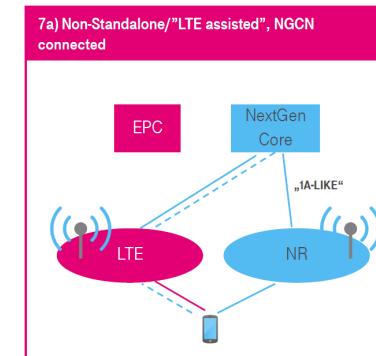 7a) Non-Standalone/"LTE assisted", NGCN
connected
EPC
NextGen
Core
„1A-LIKE“
LTE
NR